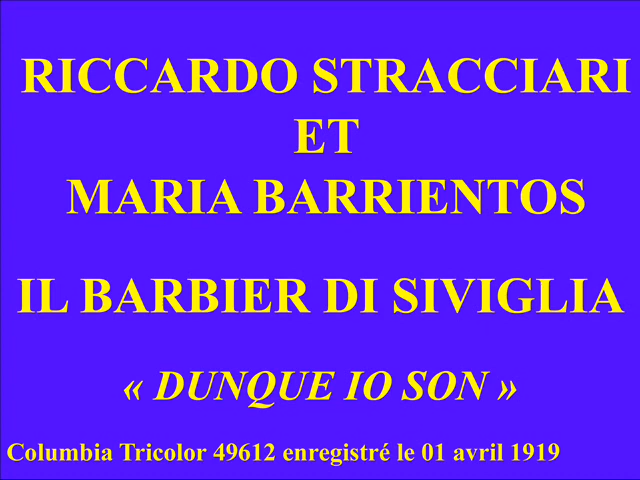 RICCARDO STRACCIARI
ET
MARIA BARRIENTOS
IL BARBIER DI SIVIGLIA
« DUNQUE IO SON »
Columbia Tricolor 49612 enregistré le 01 avril 1919